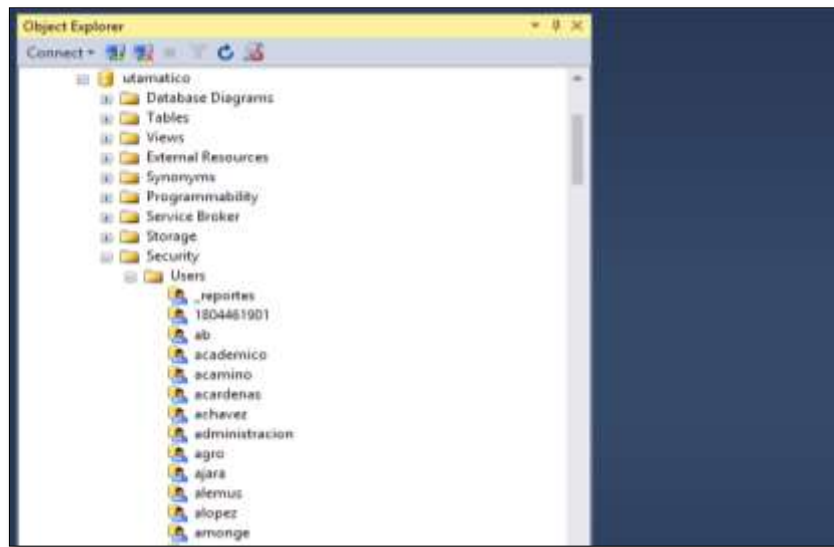 Object Explorer
Connect
utamatico
Database Diagrams
Tables
Views
External Resources
Synonyms
Programmability
Service Broker
Storage
Security
Users
_reportes
1804461901
ab
academico
acamino
acardenas
achavez
administracion
agro
ajara
alemus
alopez
amonge